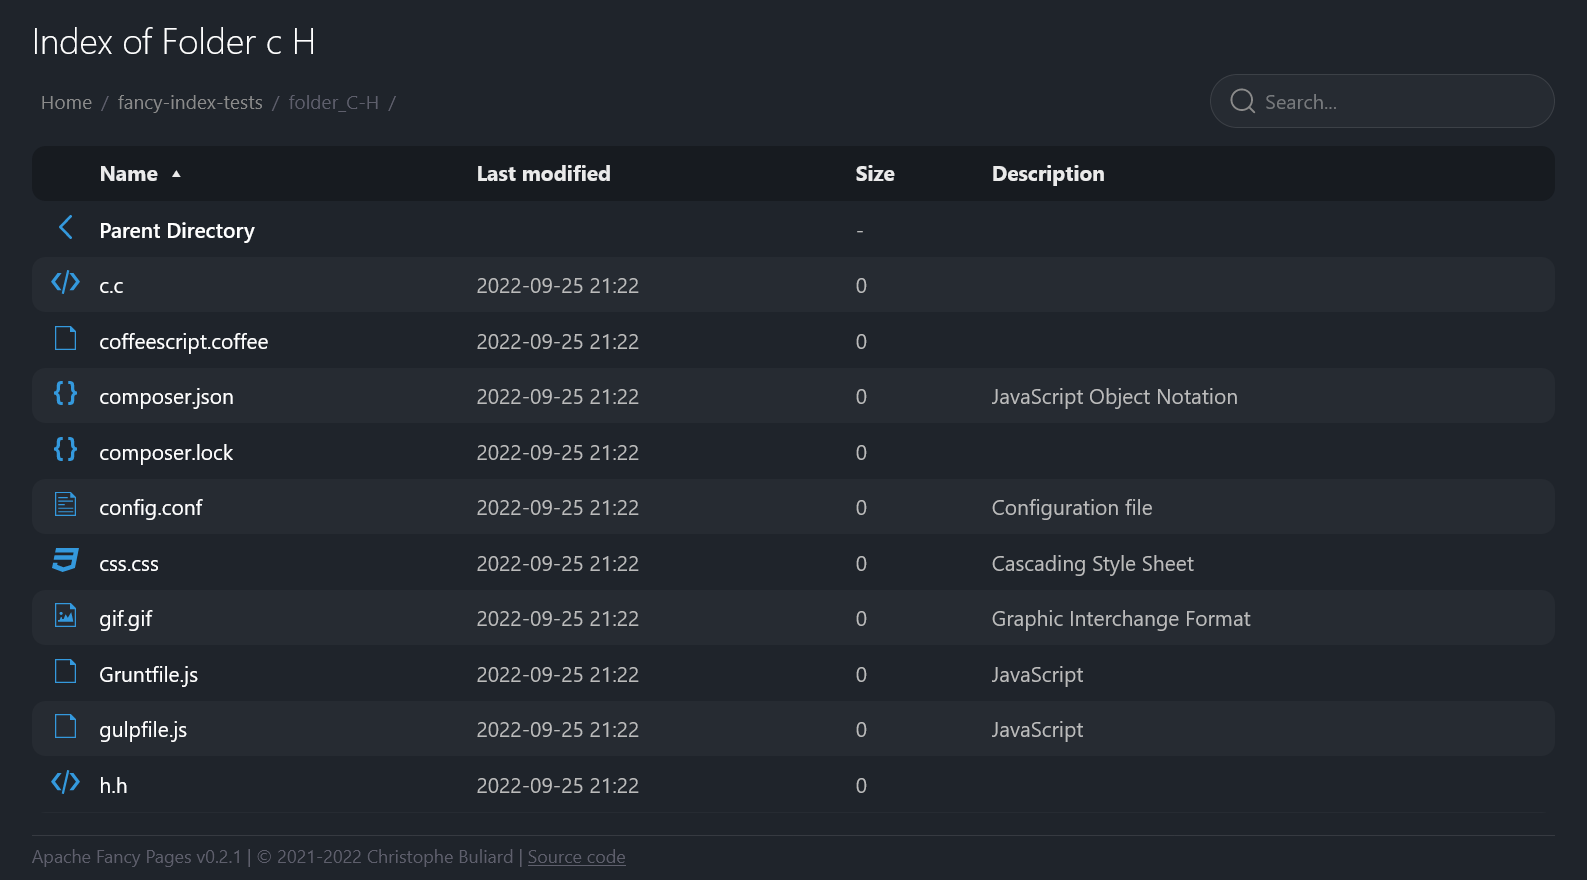 Index of Folder c H
Home / fancy-index-tests / folder_C-H /
Search...
Name ▲ Last modified Size Description
Parent Directory -
c.c 2022-09-25 21:22 0
coffeescript.coffee 2022-09-25 21:22 0
composer.json 2022-09-25 21:22 0 JavaScript Object Notation
composer.lock 2022-09-25 21:22 0
config.conf 2022-09-25 21:22 0 Configuration file
css.css 2022-09-25 21:22 0 Cascading Style Sheet
gif.gif 2022-09-25 21:22 0 Graphic Interchange Format
Gruntfile.js 2022-09-25 21:22 0 JavaScript
gulpfile.js 2022-09-25 21:22 0 JavaScript
h.h 2022-09-25 21:22 0
Apache Fancy Pages v0.2.1 | © 2021-2022 Christophe Buliard | Source code